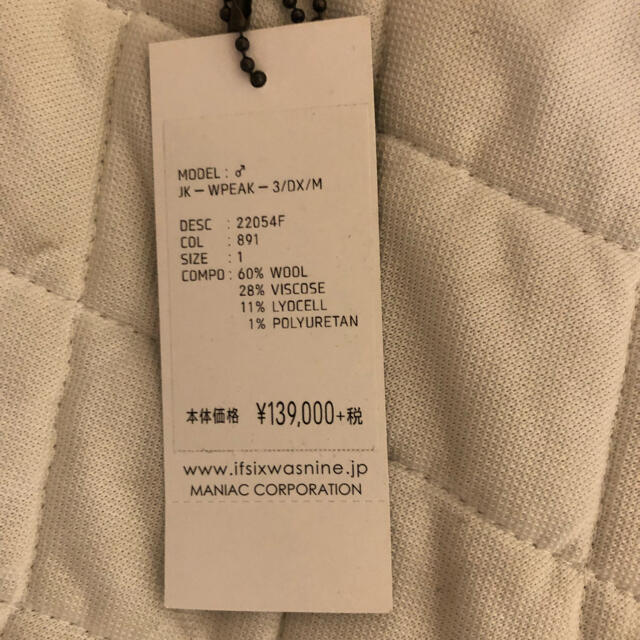 MODEL : ♂
JK－WPEAK－3/DX/M
DESC : 22054F
COL : 891
SIZE : 1
COMPO : 60% WOOL
28% VISCOSE
11% LYOCELL
1% POLYURETAN
本体価格 ¥139,000+税
www.ifsixwasnine.jp
MANIAC CORPORATION